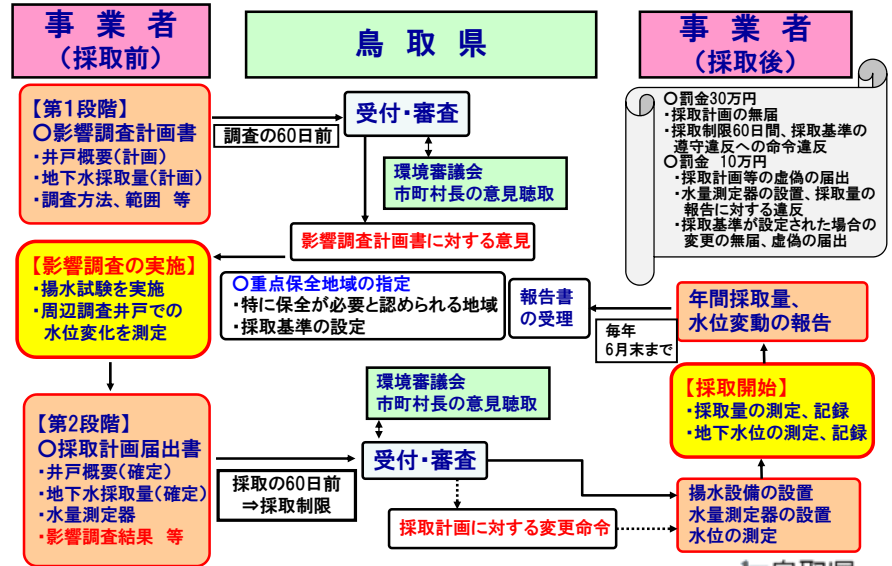 事 業 者
（採取前）
鳥 取 県
事 業 者
（採取後）
【第1段階】
〇影響調査計画書
・井戸概要(計画)
・地下水採取量(計画)
・調査方法、範囲 等
調査の60日前
受付・審査
環境審議会
市町村長の意見聴取
影響調査計画書に対する意見
〇罰金30万円
・採取計画の無届
・採取制限60日間、採取基準の
遵守違反への命令違反
〇罰金 10万円
・採取計画等の虚偽の届出
・水量測定器の設置、採取量の
報告に対する違反
・採取基準が設定された場合の
変更の無届、虚偽の届出
【影響調査の実施】
・揚水試験を実施
・周辺調査井戸での
水位変化を測定
〇重点保全地域の指定
・特に保全が必要と認められる地域
・採取基準の設定
報告書
の受理
毎年
6月末まで
年間採取量、
水位変動の報告
【採取開始】
・採取量の測定、記録
・地下水位の測定、記録
【第2段階】
〇採取計画届出書
・井戸概要(確定)
・地下水採取量(確定)
・水量測定器
・影響調査結果 等
採取の60日前
⇒採取制限
環境審議会
市町村長の意見聴取
受付・審査
採取計画に対する変更命令
揚水設備の設置
水量測定器の設置
水位の測定